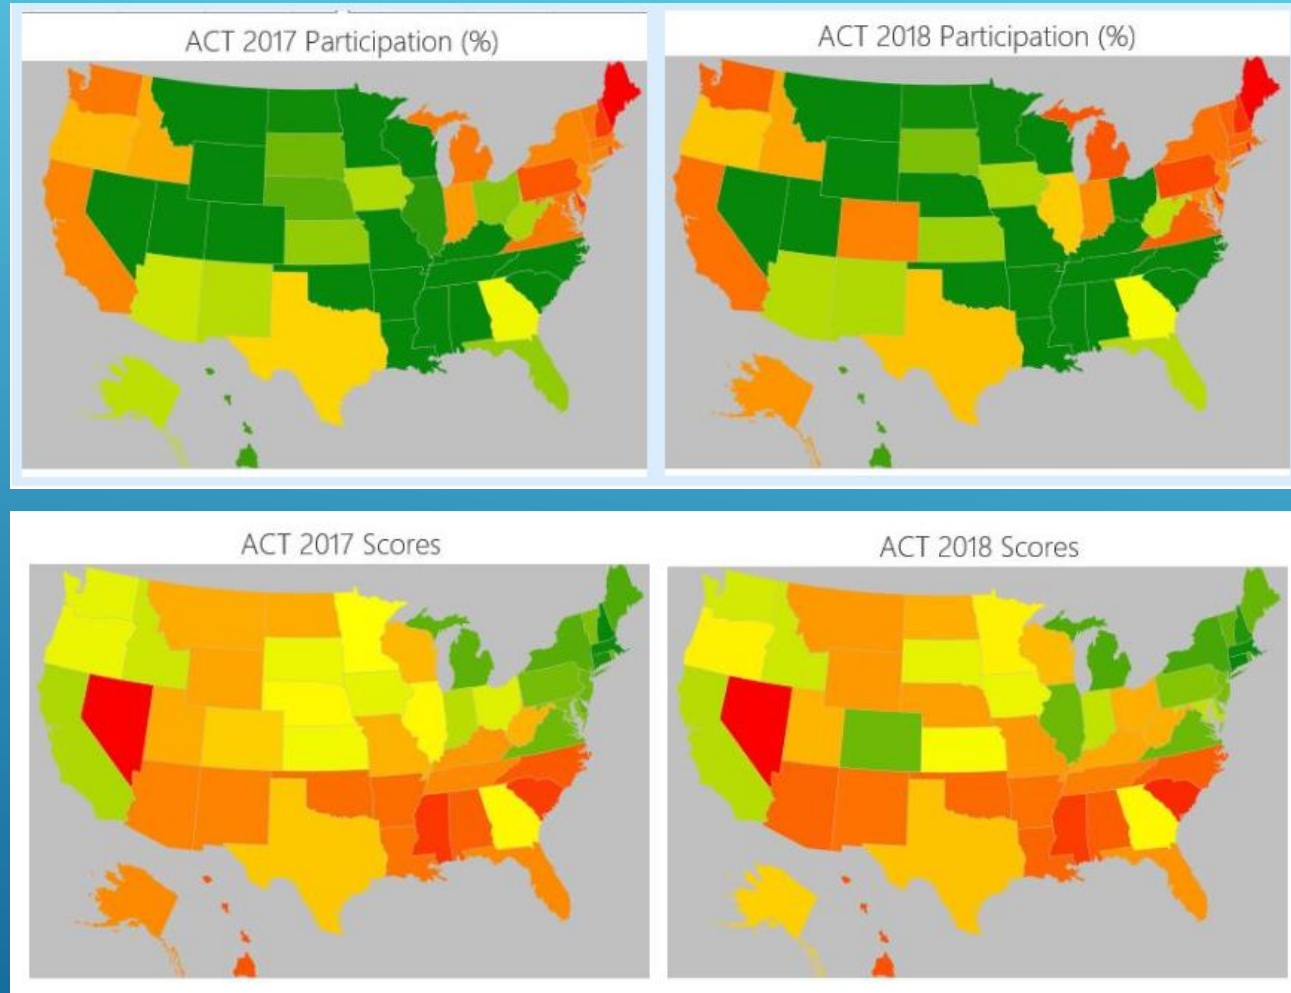 ACT 2017 Participation (%)
ACT 2018 Participation (%)
ACT 2017 Scores
ACT 2018 Scores